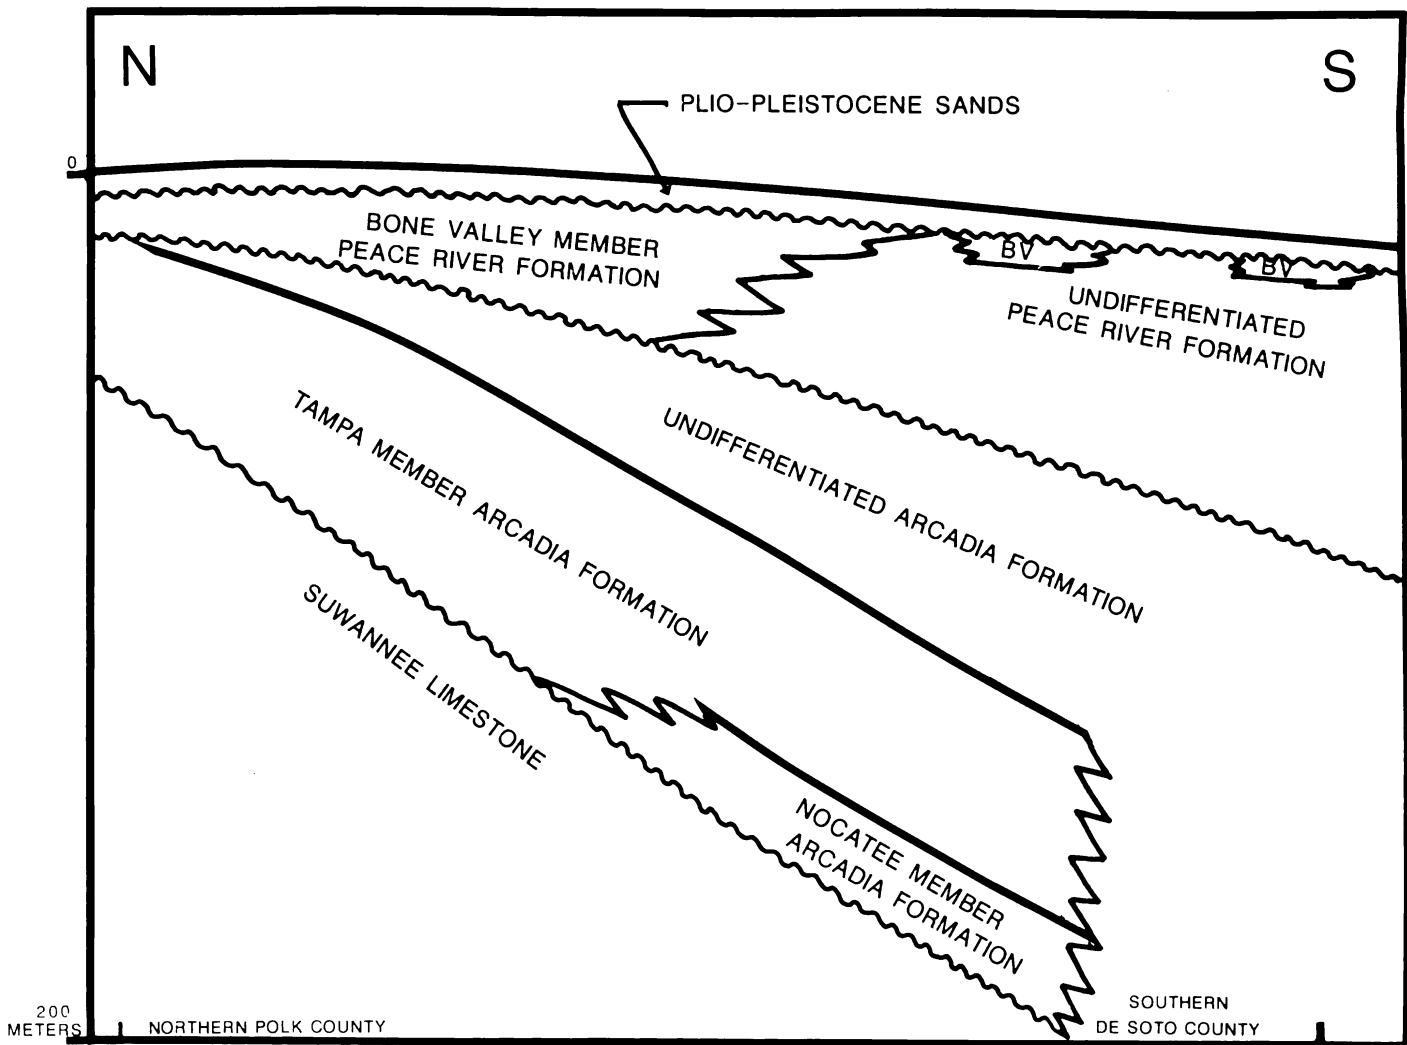 N
S
PLIO-PLEISTOCENE SANDS
0
BONE VALLEY MEMBER
PEACE RIVER FORMATION
BV
BV
UNDIFFERENTIATED
PEACE RIVER FORMATION
TAMPA MEMBER ARCADIA FORMATION
UNDIFFERENTIATED ARCADIA FORMATION
SUWANNEE LIMESTONE
NOCATEE MEMBER
ARCADIA FORMATION
200
METERS
NORTHERN POLK COUNTY
SOUTHERN
DE SOTO COUNTY